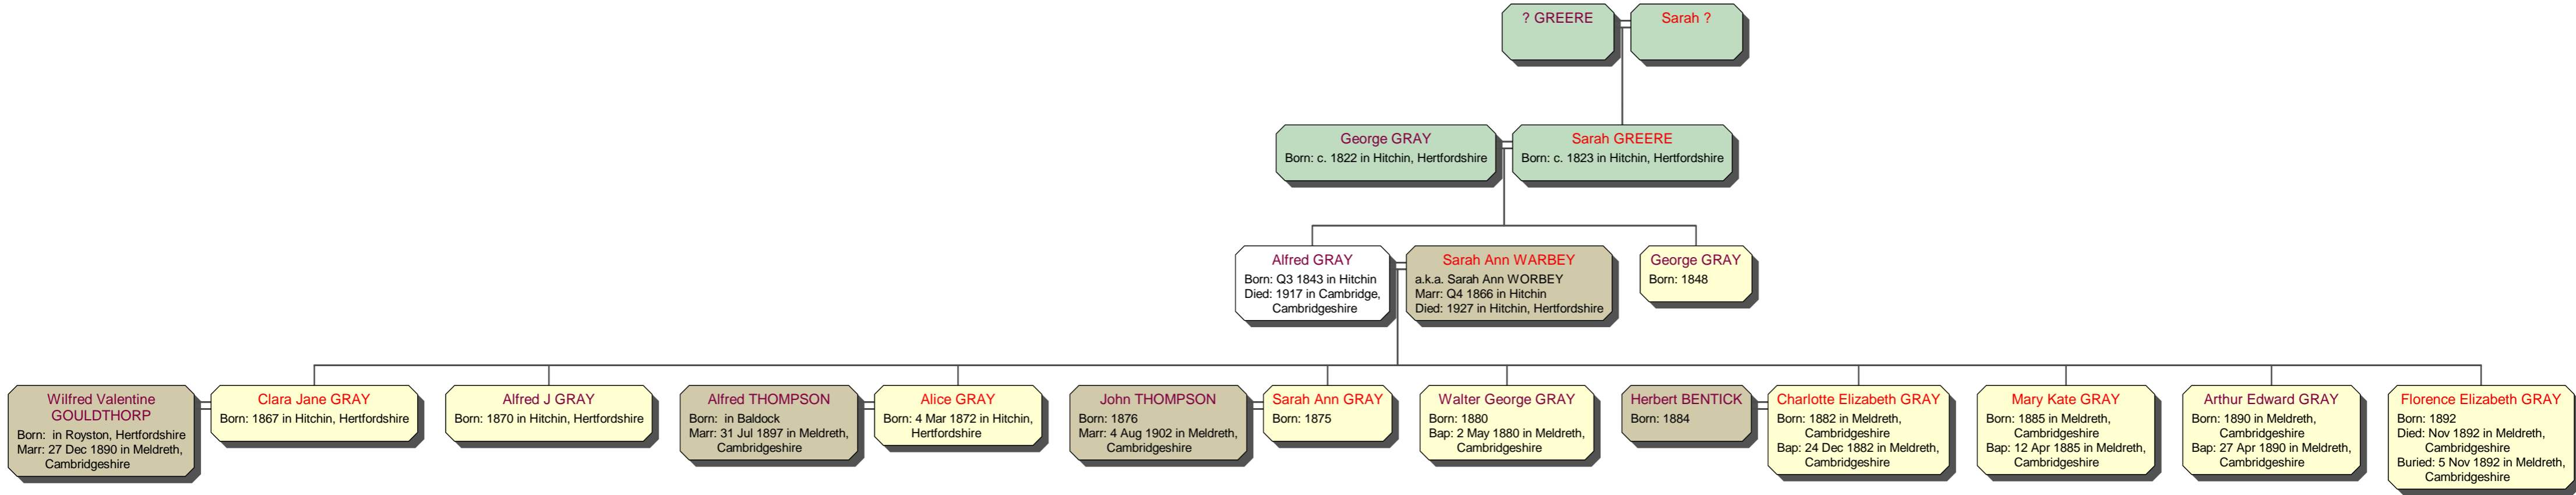 ? GREERE
Sarah ?
George GRAY
Born: c. 1822 in Hitchin, Hertfordshire
Sarah GREERE
Born: c. 1823 in Hitchin, Hertfordshire
Alfred GRAY
Born: Q3 1843 in Hitchin
Died: 1917 in Cambridge,
Cambridgeshire
Sarah Ann WARBEY
a.k.a. Sarah Ann WORBEY
Marr: Q4 1866 in Hitchin
Died: 1927 in Hitchin, Hertfordshire
George GRAY
Born: 1848
Wilfred Valentine
GOULDTHORP
Born:  in Royston, Hertfordshire
Marr: 27 Dec 1890 in Meldreth,
Cambridgeshire
Clara Jane GRAY
Born: 1867 in Hitchin, Hertfordshire
Alfred J GRAY
Born: 1870 in Hitchin, Hertfordshire
Alfred THOMPSON
Born:  in Baldock
Marr: 31 Jul 1897 in Meldreth,
Cambridgeshire
Alice GRAY
Born: 4 Mar 1872 in Hitchin,
Hertfordshire
John THOMPSON
Born: 1876
Marr: 4 Aug 1902 in Meldreth,
Cambridgeshire
Sarah Ann GRAY
Born: 1875
Walter George GRAY
Born: 1880
Bap: 2 May 1880 in Meldreth,
Cambridgeshire
Herbert BENTICK
Born: 1884
Charlotte Elizabeth GRAY
Born: 1882 in Meldreth,
Cambridgeshire
Bap: 24 Dec 1882 in Meldreth,
Cambridgeshire
Mary Kate GRAY
Born: 1885 in Meldreth,
Cambridgeshire
Bap: 12 Apr 1885 in Meldreth,
Cambridgeshire
Arthur Edward GRAY
Born: 1890 in Meldreth,
Cambridgeshire
Bap: 27 Apr 1890 in Meldreth,
Cambridgeshire
Florence Elizabeth GRAY
Born: 1892
Died: Nov 1892 in Meldreth,
Cambridgeshire
Buried: 5 Nov 1892 in Meldreth,
Cambridgeshire